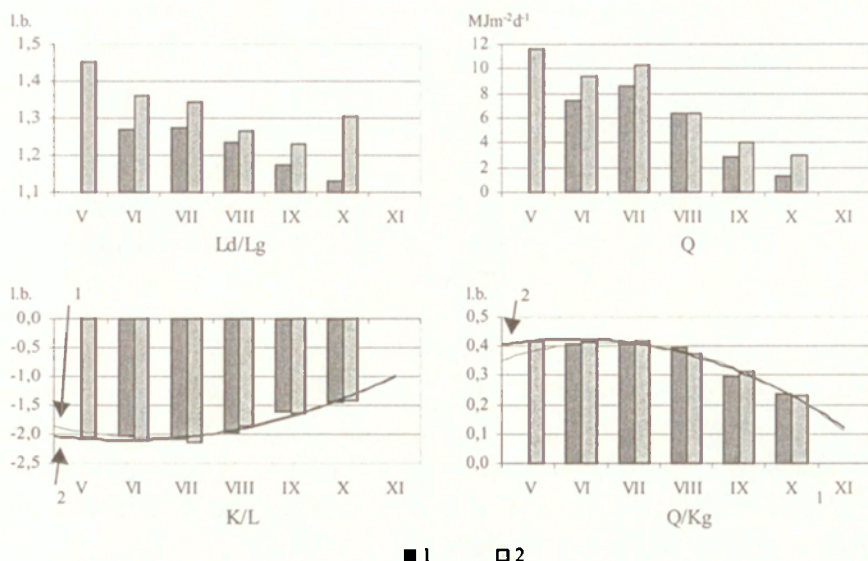 l.b.
1,5
1,4
1,3
1,2
1,1
V VI VII VIII IX X XI
Ld/Lg
MJm⁻²d⁻¹
12
10
8
6
4
2
0
V VI VII VIII IX X XI
Q
l.b.
1
0,0
-0,5
-1,0
-1,5
-2,0
-2,5
2
V VI VII VIII IX X XI
K/L
l.b.
2
0,5
0,4
0,3
0,2
0,1
0,0
V VI VII VIII IX X 1 XI
Q/Kg
■ 1 □ 2